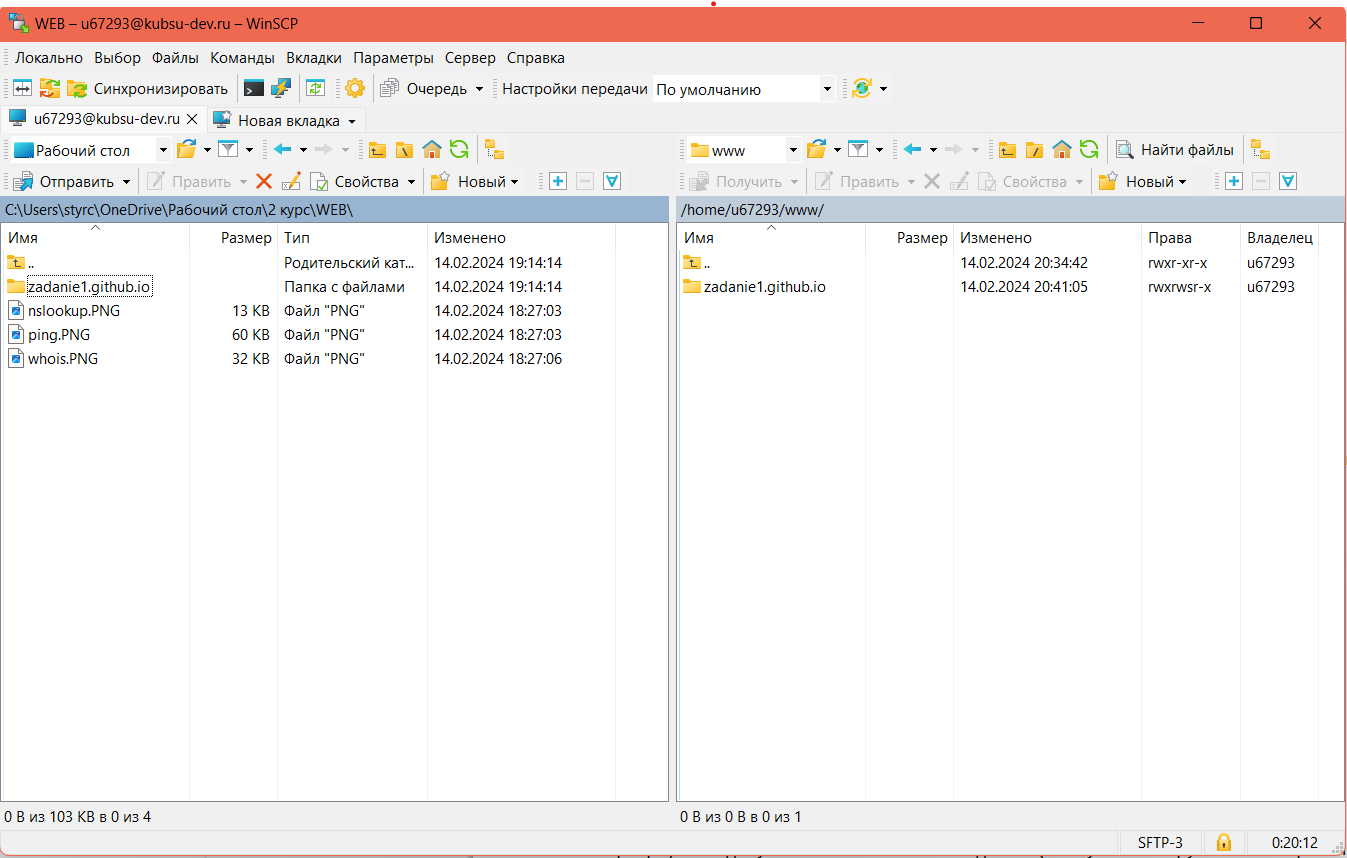 WEB – u67293@kubsu-dev.ru – WinSCP
Локально Выбор Файлы Команды Вкладки Параметры Сервер Справка
Синхронизировать Очередь Настройки передачи По умолчанию
u67293@kubsu-dev.ru Новая вкладка
Рабочий стол www Найти файлы
Отправить Править Свойства Новый Получить Править Свойства Новый
C:\Users\styrc\OneDrive\Рабочий стол\2 курс\WEB\ /home/u67293/www/
Имя Размер Тип Изменено Имя Размер Изменено Права Владелец
.. Родительский кат... 14.02.2024 19:14:14 .. 14.02.2024 20:34:42 rwxr-xr-x u67293
zadanie1.github.io Папка с файлами 14.02.2024 19:14:14 zadanie1.github.io 14.02.2024 20:41:05 rwxrwsr-x u67293
nslookup.PNG 13 КВ Файл "PNG" 14.02.2024 18:27:03
ping.PNG 60 КВ Файл "PNG" 14.02.2024 18:27:03
whois.PNG 32 КВ Файл "PNG" 14.02.2024 18:27:06
0 В из 103 КВ в 0 из 4 0 В из 0 В в 0 из 1
SFTP-3 0:20:12